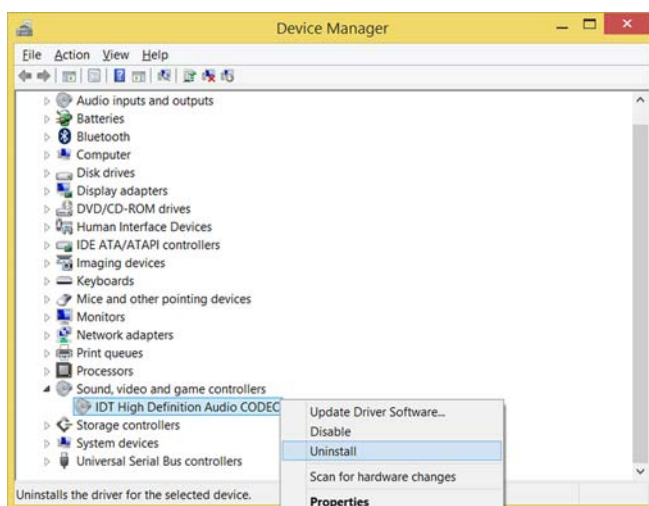 Device Manager
File Action View Help
Audio inputs and outputs
Batteries
Bluetooth
Computer
Disk drives
Display adapters
DVD/CD-ROM drives
Human Interface Devices
IDE ATA/ATAPI controllers
Imaging devices
Keyboards
Mice and other pointing devices
Monitors
Network adapters
Print queues
Processors
Sound, video and game controllers
IDT High Definition Audio CODEC
Storage controllers
System devices
Universal Serial Bus controllers
Update Driver Software...
Disable
Uninstall
Scan for hardware changes
Properties
Uninstalls the driver for the selected device.